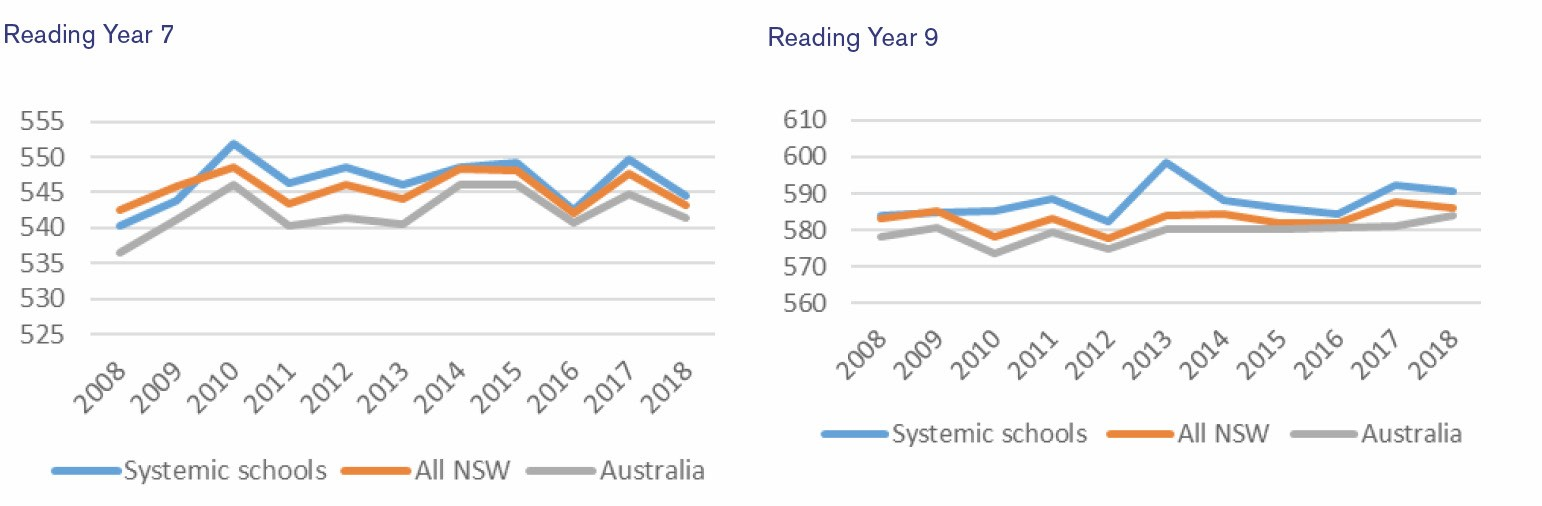 Reading Year 7
555
550
545
540
535
530
525
2008 2009 2010 2011 2012 2013 2014 2015 2016 2017 2018
Systemic schools All NSW Australia
Reading Year 9
610
600
590
580
570
560
2008 2009 2010 2011 2012 2013 2014 2015 2016 2017 2018
Systemic schools All NSW Australia